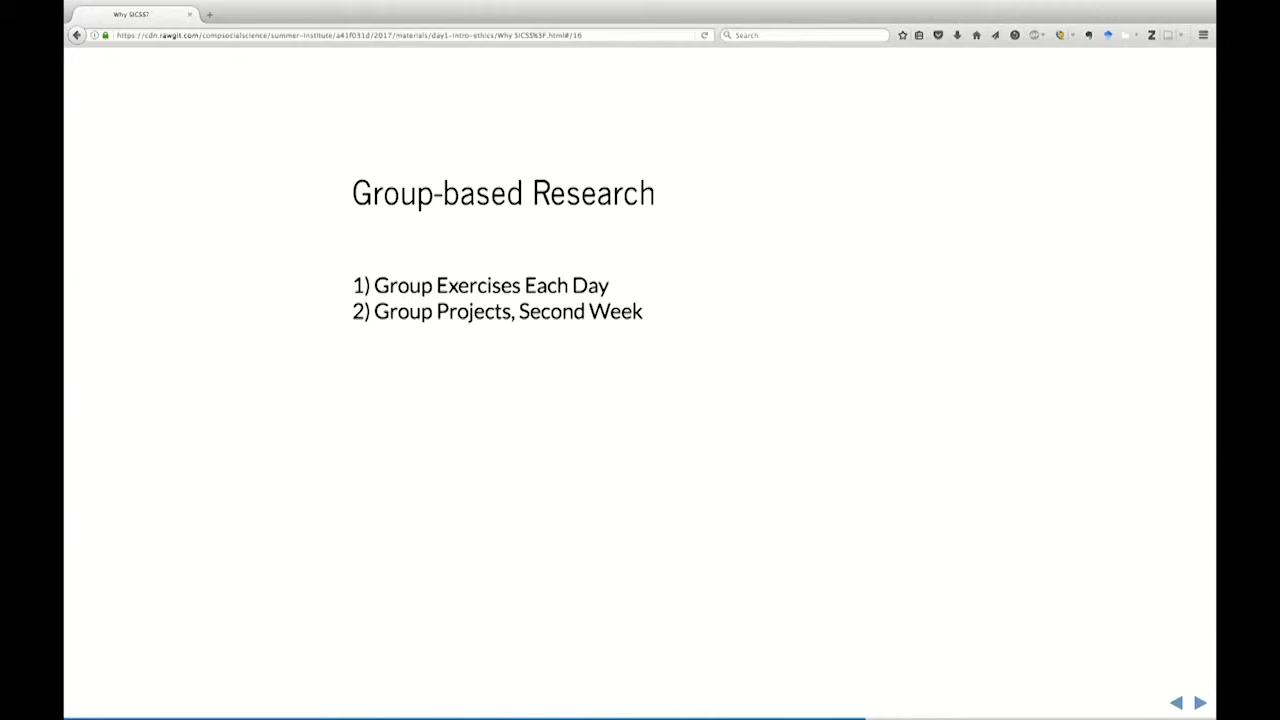 Why SICSS?
https://cdn.rawgit.com/compsocialscience/summer-institute/a41f031d/2017/materials/day1-intro-ethics/Why SICSS%3F.html#/16
Search
Group-based Research
1) Group Exercises Each Day
2) Group Projects, Second Week